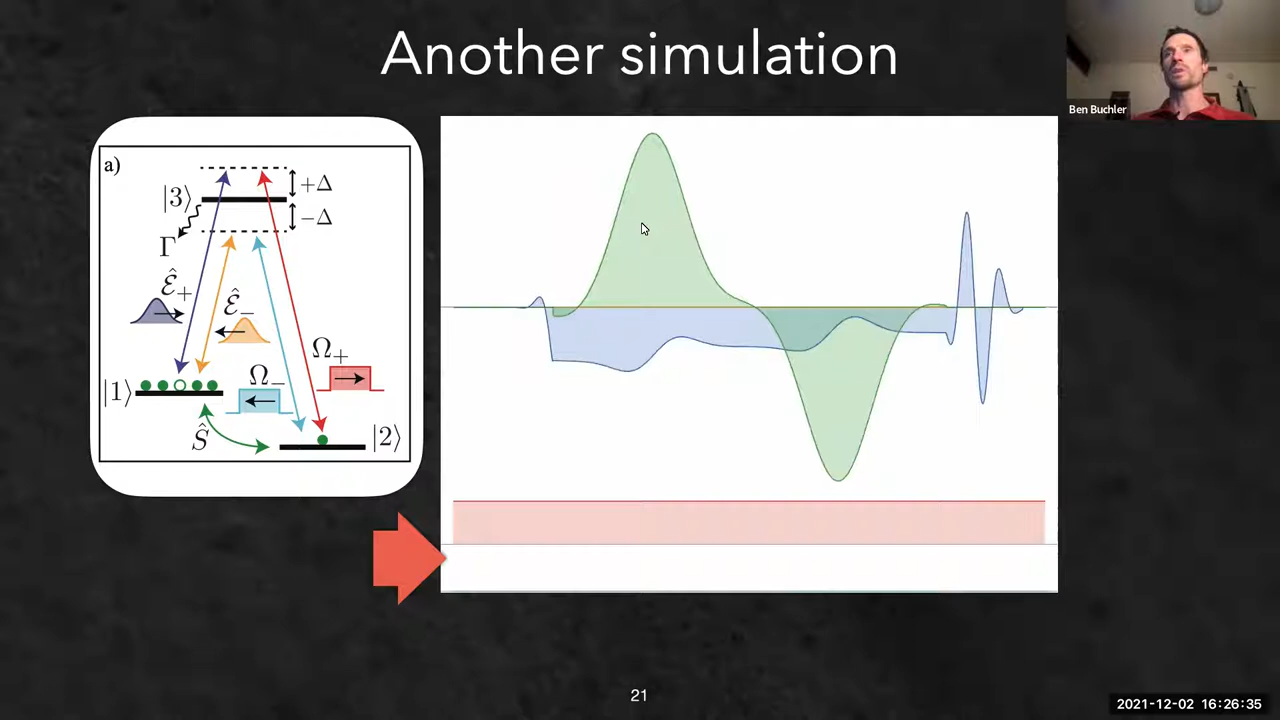 Another simulation
Ben Buchler
a)
|3⟩
+Δ
−Δ
Γ
ℰ̂₊
ℰ̂₋
Ω₊
Ω₋
|1⟩
Ŝ
|2⟩
21
2021-12-02 16:26:35